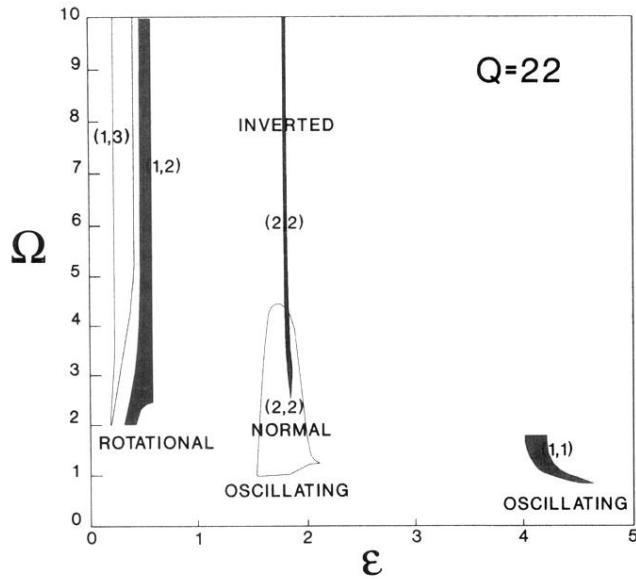 10
Q=22
9
8
INVERTED
(1,3)
7
(1,2)
6
(2,2)
Ω
5
4
3
(2,2)
2
NORMAL
ROTATIONAL
(1,1)
1
OSCILLATING
OSCILLATING
0
0
1
2
3
4
5
ε